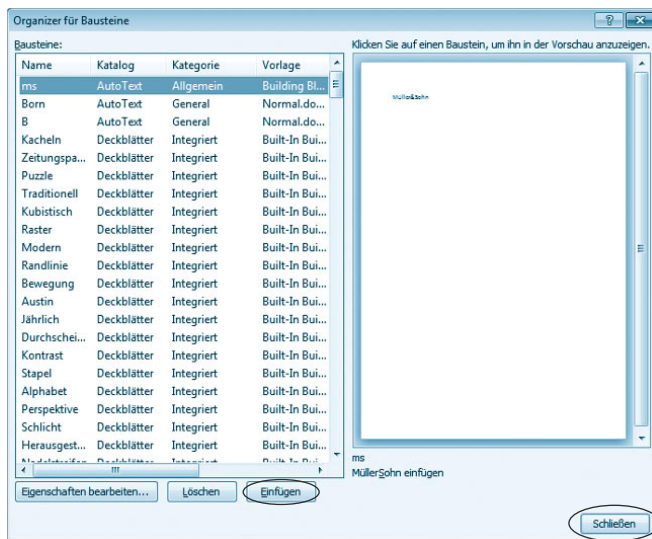 Organizer für Bausteine
Bausteine:
Klicken Sie auf einen Baustein, um ihn in der Vorschau anzuzeigen.
Name Katalog Kategorie Vorlage
ms AutoText Allgemein Building Bl...
Born AutoText General Normal.do...
B AutoText General Normal.do...
Kacheln Deckblätter Integriert Built-In Bui...
Zeitungspa... Deckblätter Integriert Built-In Bui...
Puzzle Deckblätter Integriert Built-In Bui...
Traditionell Deckblätter Integriert Built-In Bui...
Kubistisch Deckblätter Integriert Built-In Bui...
Raster Deckblätter Integriert Built-In Bui...
Modern Deckblätter Integriert Built-In Bui...
Randlinie Deckblätter Integriert Built-In Bui...
Bewegung Deckblätter Integriert Built-In Bui...
Austin Deckblätter Integriert Built-In Bui...
Jährlich Deckblätter Integriert Built-In Bui...
Durchschei... Deckblätter Integriert Built-In Bui...
Kontrast Deckblätter Integriert Built-In Bui...
Stapel Deckblätter Integriert Built-In Bui...
Alphabet Deckblätter Integriert Built-In Bui...
Perspektive Deckblätter Integriert Built-In Bui...
Schlicht Deckblätter Integriert Built-In Bui...
Herausgest... Deckblätter Integriert Built-In Bui...
Nadelstreifen Deckblätter Integriert Built-In Bui...
Müller&Sohn
ms
MüllerSohn einfügen
Eigenschaften bearbeiten... Löschen Einfügen
Schließen